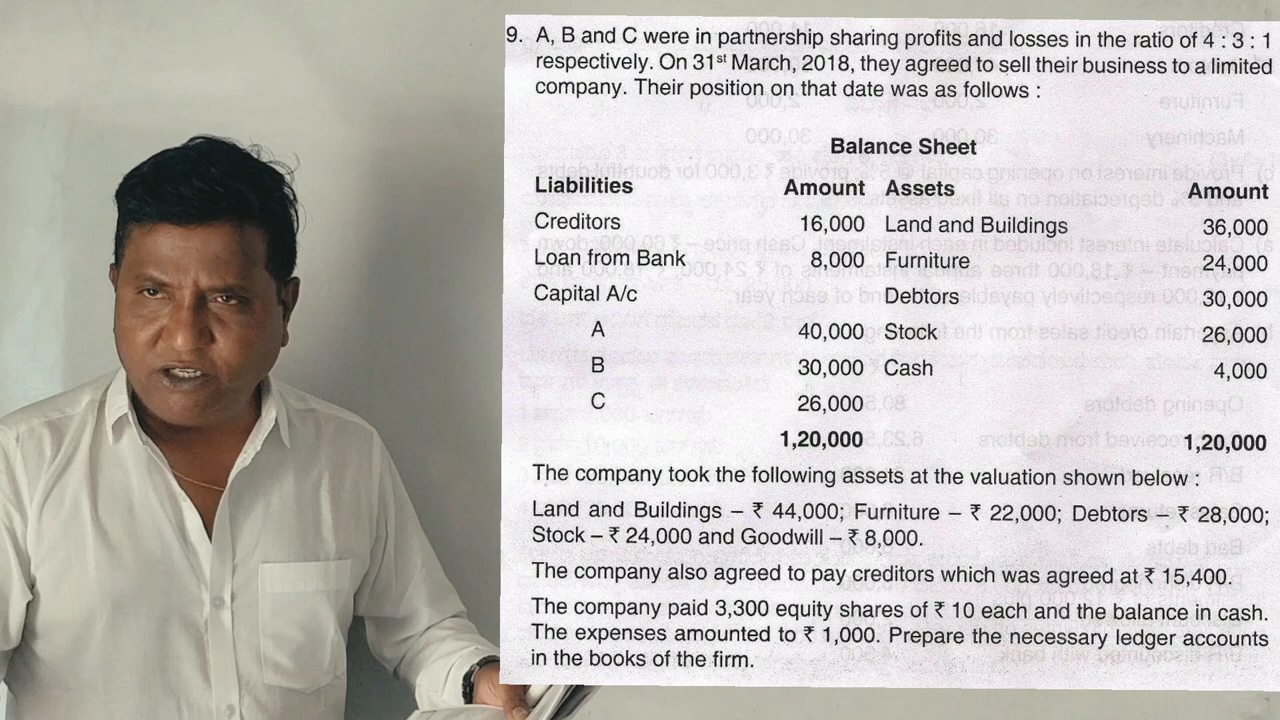 9. A, B and C were in partnership sharing profits and losses in the ratio of 4 : 3 : 1
respectively. On 31st March, 2018, they agreed to sell their business to a limited
company. Their position on that date was as follows :
Balance Sheet
Liabilities Amount Assets Amount
Creditors 16,000 Land and Buildings 36,000
Loan from Bank 8,000 Furniture 24,000
Capital A/c Debtors 30,000
A 40,000 Stock 26,000
B 30,000 Cash 4,000
C 26,000
1,20,000 1,20,000
The company took the following assets at the valuation shown below :
Land and Buildings – ₹ 44,000; Furniture – ₹ 22,000; Debtors – ₹ 28,000;
Stock – ₹ 24,000 and Goodwill – ₹ 8,000.
The company also agreed to pay creditors which was agreed at ₹ 15,400.
The company paid 3,300 equity shares of ₹ 10 each and the balance in cash.
The expenses amounted to ₹ 1,000. Prepare the necessary ledger accounts
in the books of the firm.